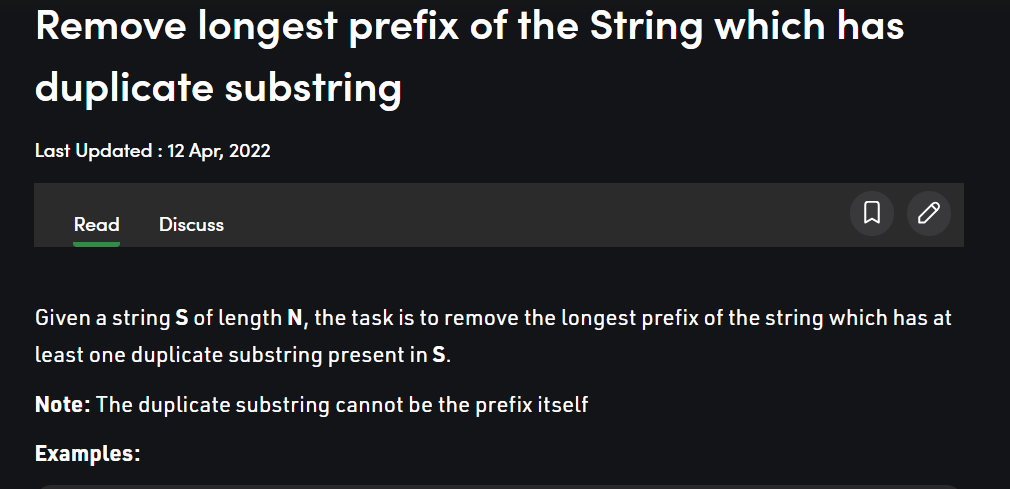 Remove longest prefix of the String which has
duplicate substring
Last Updated : 12 Apr, 2022
Read Discuss
Given a string S of length N, the task is to remove the longest prefix of the string which has at
least one duplicate substring present in S.
Note: The duplicate substring cannot be the prefix itself
Examples: